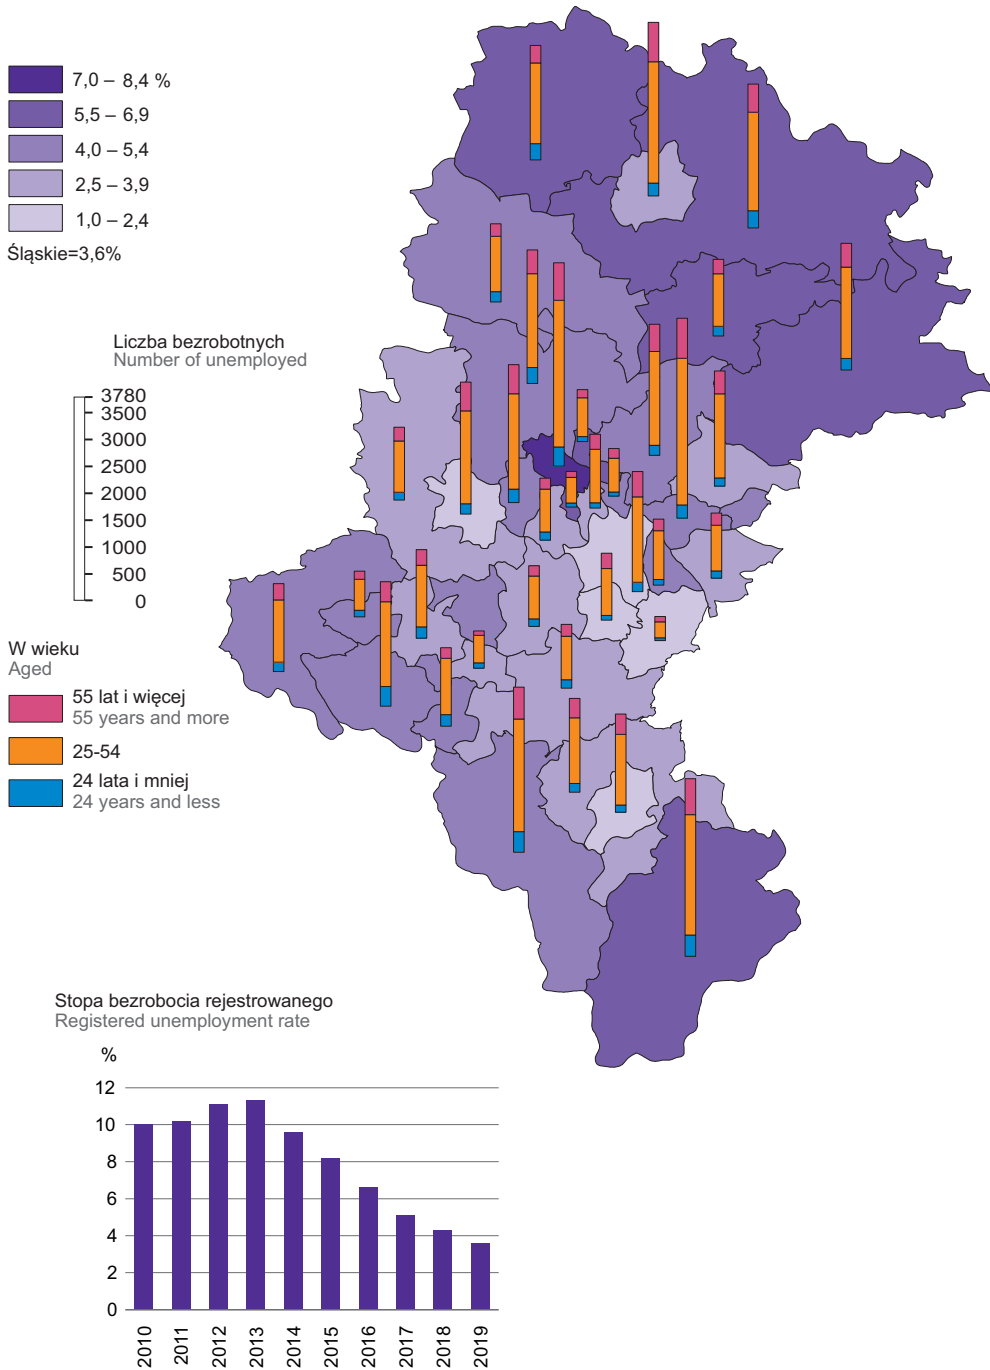 7,0 – 8,4 %
5,5 – 6,9
4,0 – 5,4
2,5 – 3,9
1,0 – 2,4
Śląskie=3,6%
Liczba bezrobotnych
Number of unemployed
3780
3500
3000
2500
2000
1500
1000
500
0
W wieku
Aged
55 lat i więcej
55 years and more
25-54
24 lata i mniej
24 years and less
Stopa bezrobocia rejestrowanego
Registered unemployment rate
%
12
10
8
6
4
2
0
2010
2011
2012
2013
2014
2015
2016
2017
2018
2019